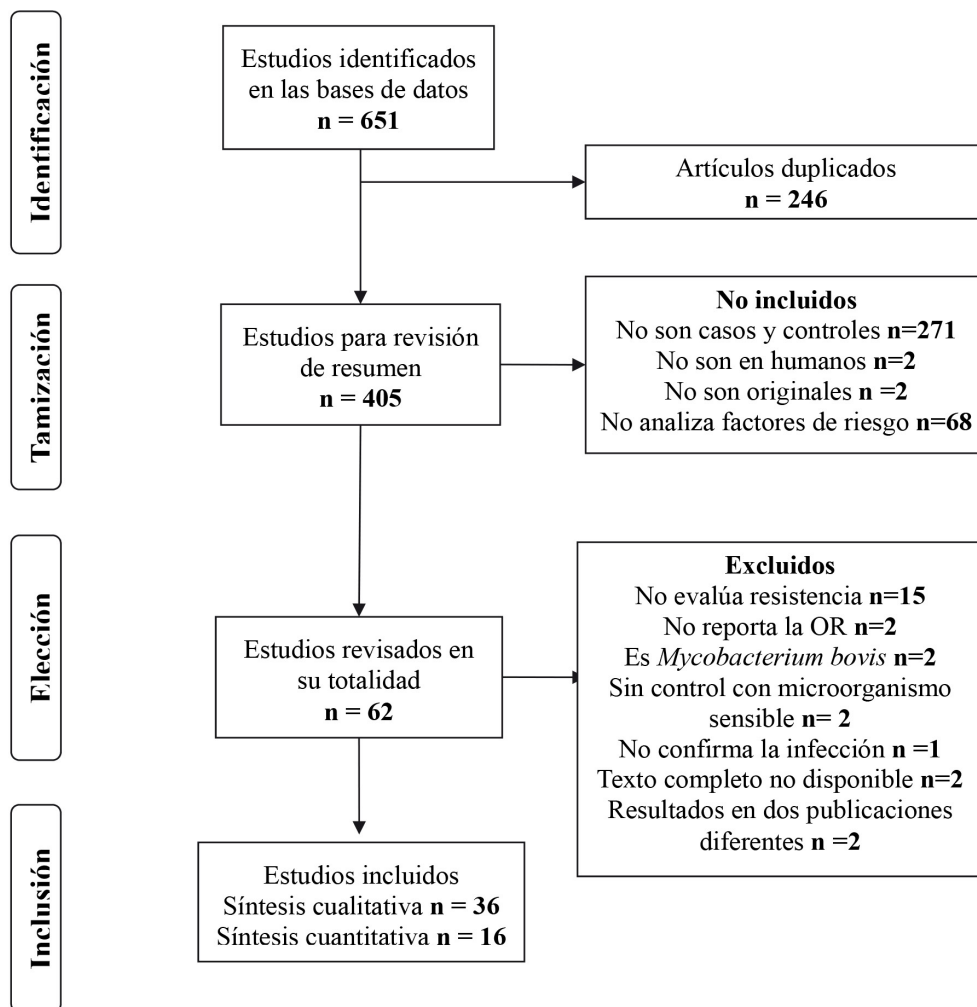 Identificación
Estudios identificados
en las bases de datos
n = 651
Artículos duplicados
n = 246
Tamización
Estudios para revisión
de resumen
n = 405
No incluidos
No son casos y controles n=271
No son en humanos n=2
No son originales n =2
No analiza factores de riesgo n=68
Elección
Estudios revisados en
su totalidad
n = 62
Excluidos
No evalúa resistencia n=15
No reporta la OR n=2
Es Mycobacterium bovis n=2
Sin control con microorganismo
sensible n= 2
No confirma la infección n =1
Texto completo no disponible n=2
Resultados en dos publicaciones
diferentes n =2
Inclusión
Estudios incluidos
Síntesis cualitativa n = 36
Síntesis cuantitativa n = 16